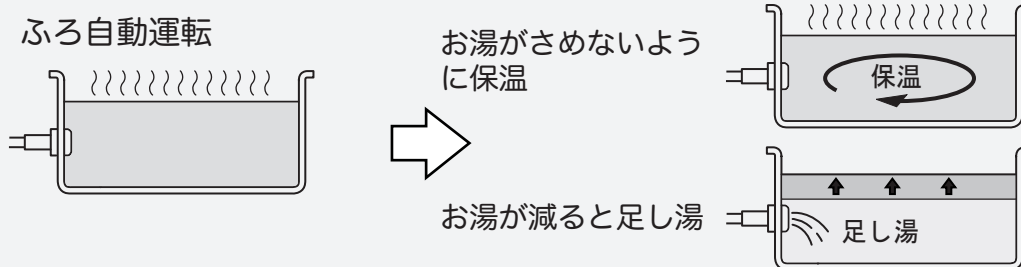 ふろ自動運転
お湯がさめないよう
に保温
保温
お湯が減ると足し湯
足し湯